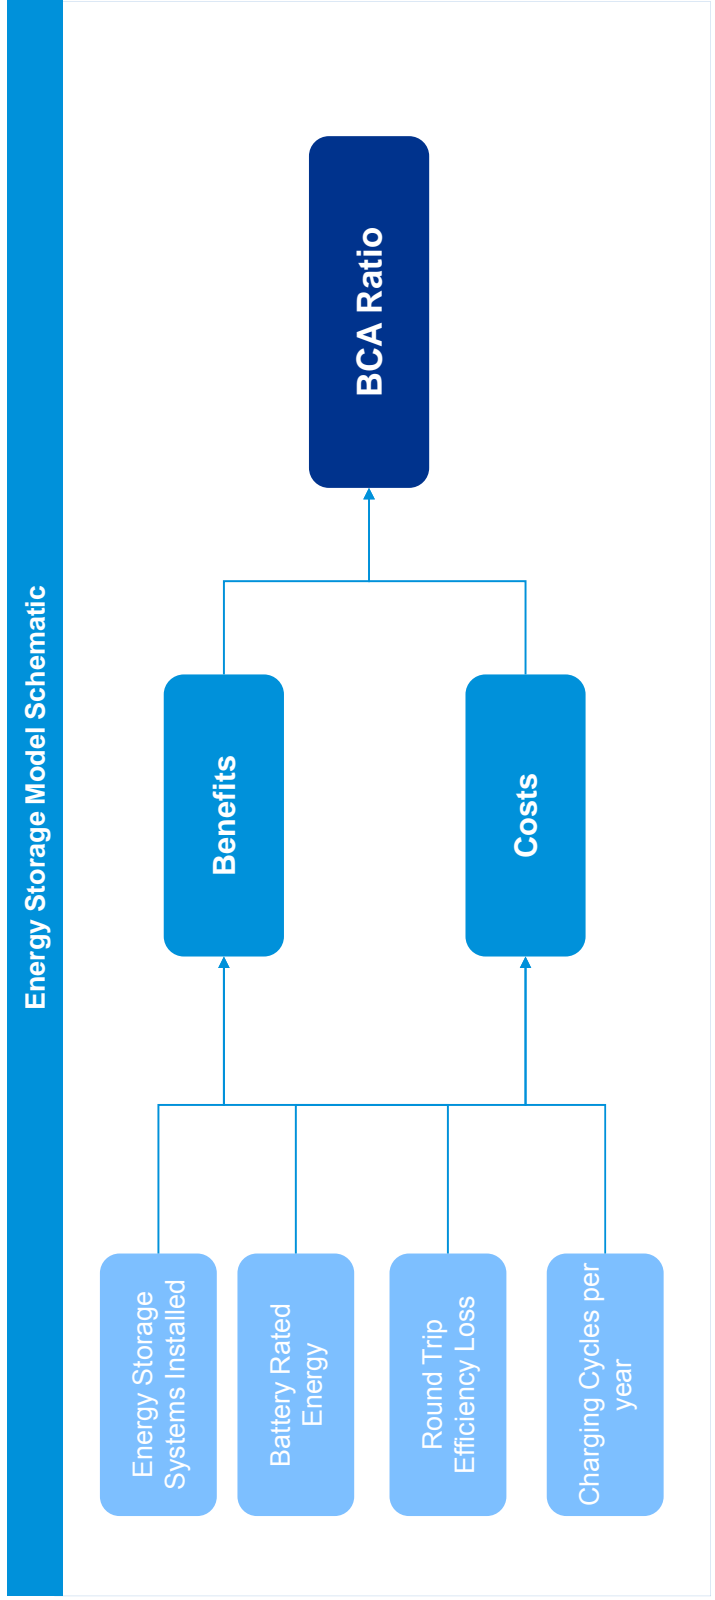 Energy Storage Model Schematic
Energy Storage
Systems Installed
Battery Rated
Energy
Round Trip
Efficiency Loss
Charging Cycles per
year
Benefits
Costs
BCA Ratio